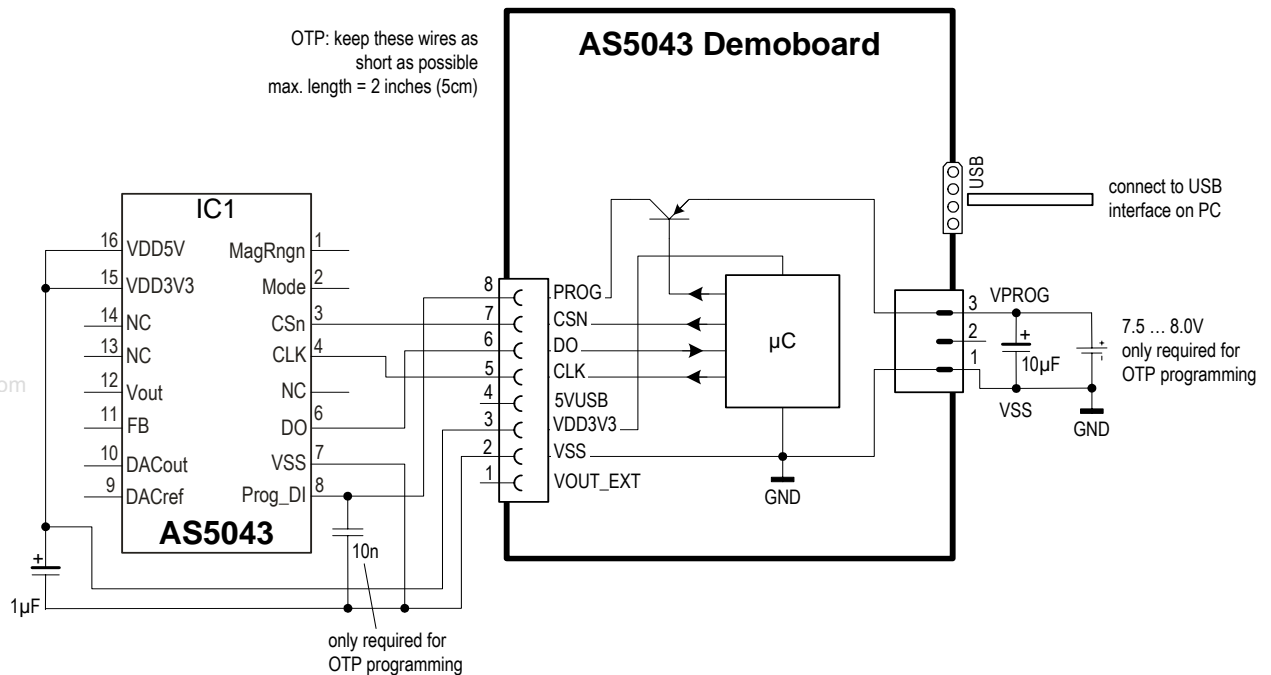 OTP: keep these wires as
short as possible
max. length = 2 inches (5cm)
AS5043 Demoboard
USB
connect to USB
interface on PC
IC1
16 VDD5V
15 VDD3V3
14 NC
13 NC
12 Vout
11 FB
10 DACout
9 DACref
MagRngn 1
Mode 2
CSn 3
CLK 4
NC
DO 6
VSS 7
Prog_DI 8
AS5043
+
1µF
10n
only required for
OTP programming
8 PROG
7 CSN
6 DO
5 CLK
4 5VUSB
3 VDD3V3
2 VSS
1 VOUT_EXT
µC
GND
3 VPROG
2
1
+
10µF
VSS
+
-
7.5 ... 8.0V
only required for
OTP programming
GND
om